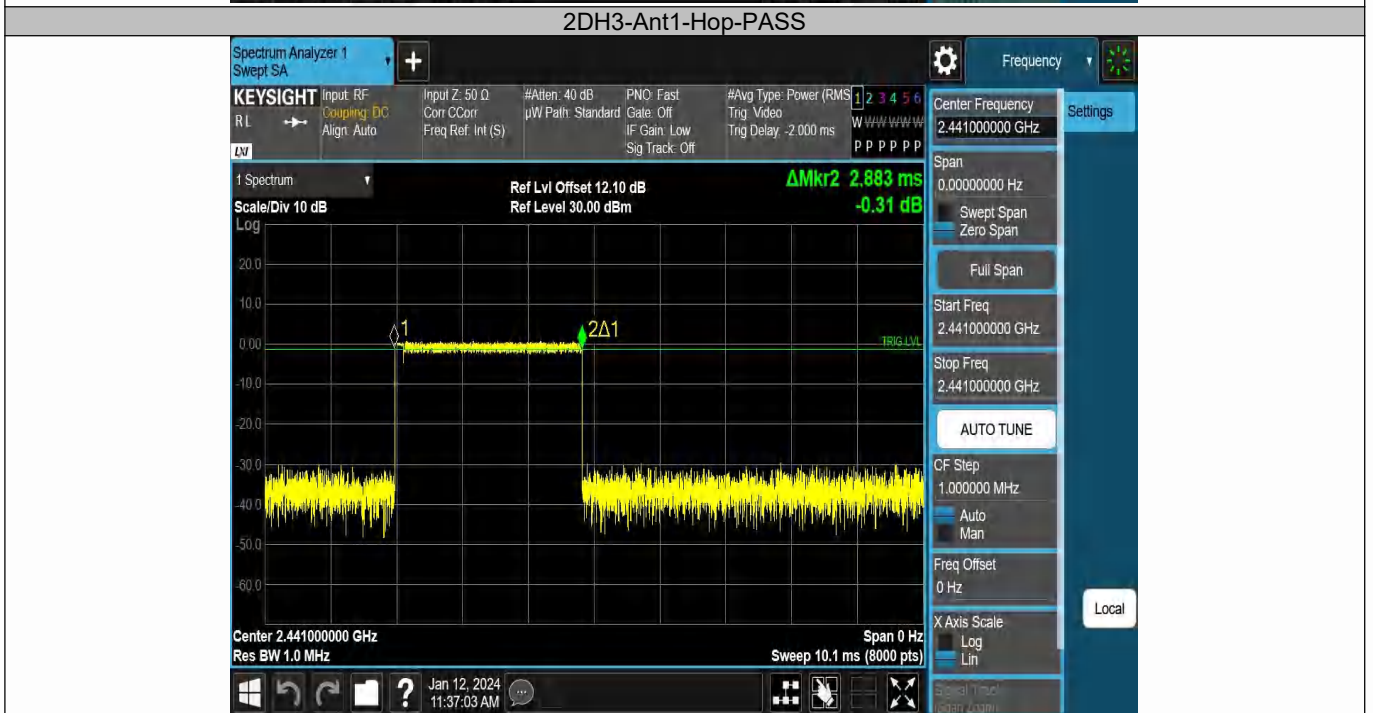 2DH3-Ant1-Hop-PASS
Spectrum Analyzer 1
Swept SA
+
Frequency
KEYSIGHT
RL
LXI
Input: RF
Coupling: DC
Align: Auto
Input Z: 50 Ω
Corr CCorr
Freq Ref: Int (S)
#Atten: 40 dB
µW Path: Standard
PNO: Fast
Gate: Off
IF Gain: Low
Sig Track: Off
#Avg Type: Power (RMS
Trig: Video
Trig Delay: -2.000 ms
1 2 3 4 5 6
W W W W W W
P P P P P P
Center Frequency
2.441000000 GHz
Settings
1 Spectrum
Scale/Div 10 dB
Log
Ref Lvl Offset 12.10 dB
Ref Level 30.00 dBm
ΔMkr2 2.883 ms
-0.31 dB
Span
0.00000000 Hz
Swept Span
Zero Span
Full Span
Start Freq
2.441000000 GHz
Stop Freq
2.441000000 GHz
AUTO TUNE
CF Step
1.000000 MHz
Auto
Man
Freq Offset
0 Hz
X Axis Scale
Log
Lin
Signal Track
(Span Zoom)
Local
20.0
10.0
0.00
-10.0
-20.0
-30.0
-40.0
-50.0
-60.0
1
2Δ1
TRIG LVL
Center 2.441000000 GHz
Res BW 1.0 MHz
Span 0 Hz
Sweep 10.1 ms (8000 pts)
?
Jan 12, 2024
11:37:03 AM